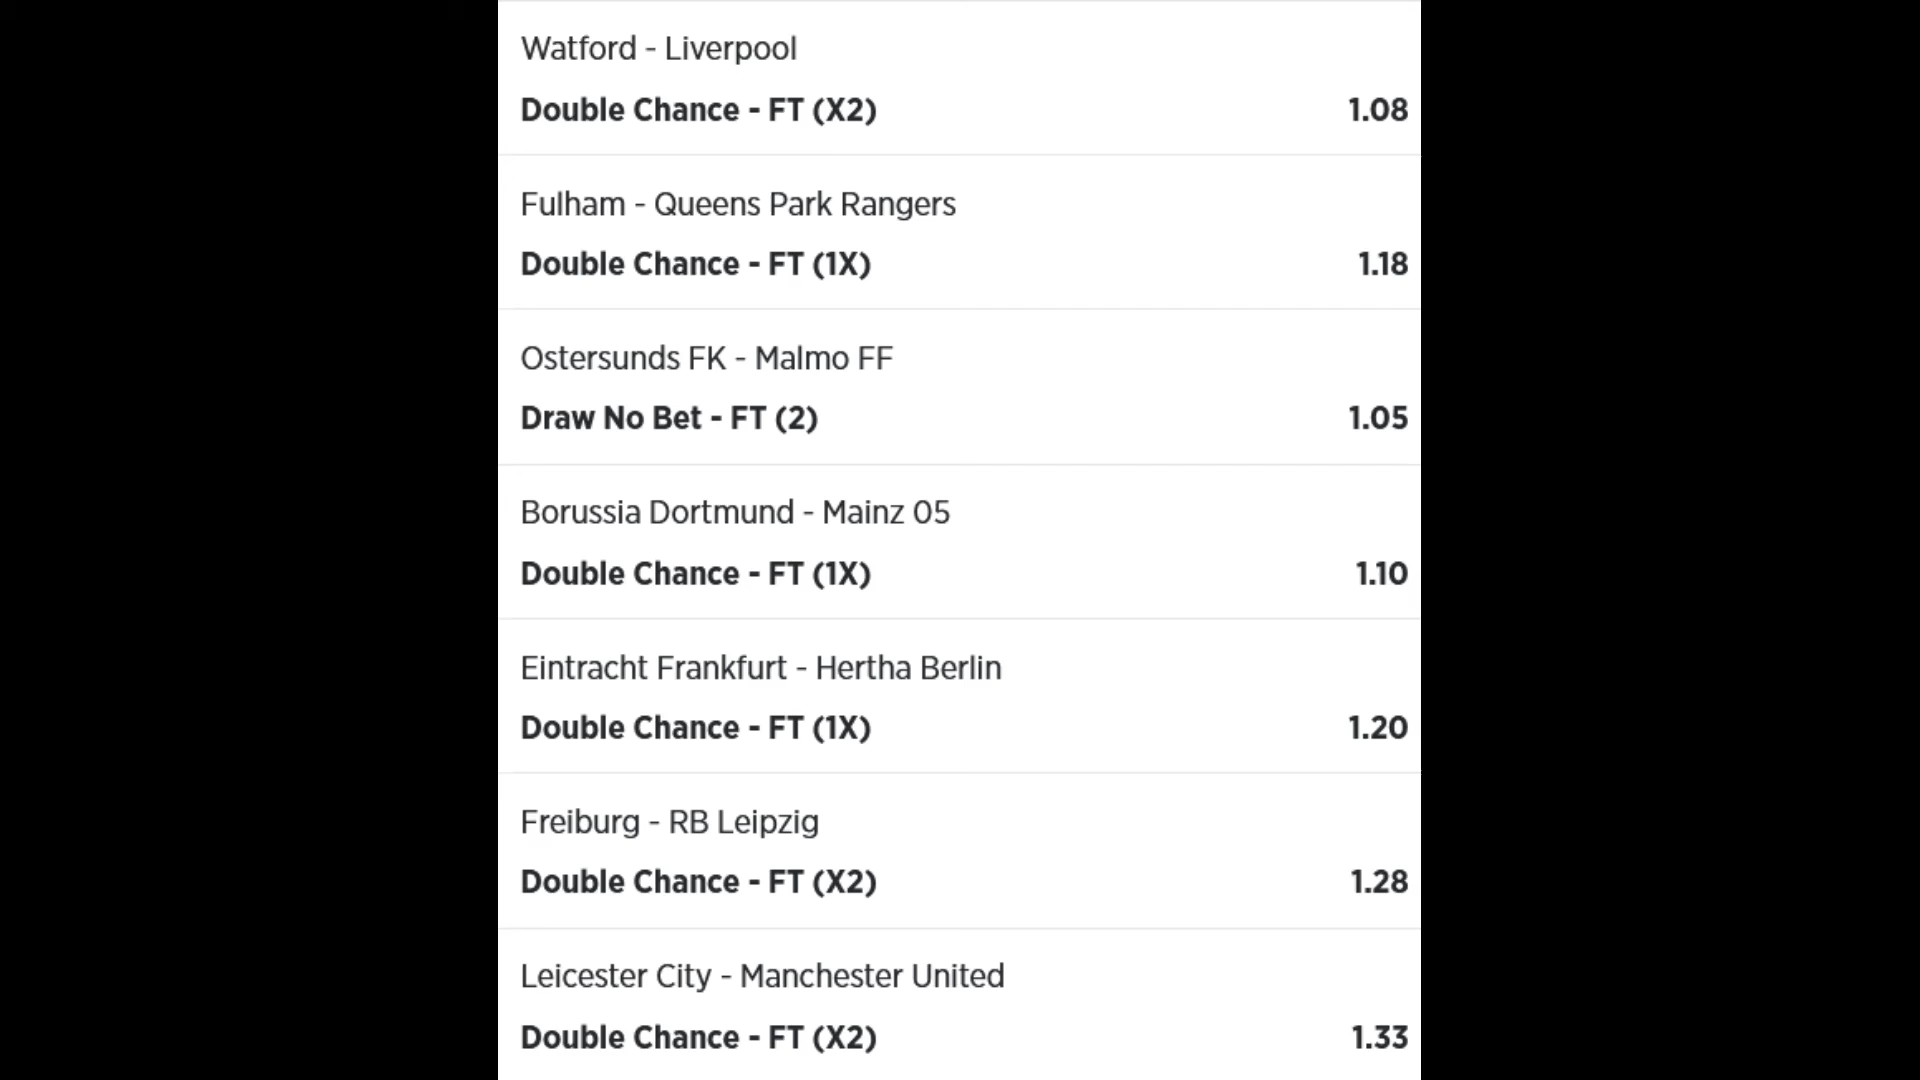 Watford - Liverpool
Double Chance - FT (X2) 1.08
Fulham - Queens Park Rangers
Double Chance - FT (1X) 1.18
Ostersunds FK - Malmo FF
Draw No Bet - FT (2) 1.05
Borussia Dortmund - Mainz 05
Double Chance - FT (1X) 1.10
Eintracht Frankfurt - Hertha Berlin
Double Chance - FT (1X) 1.20
Freiburg - RB Leipzig
Double Chance - FT (X2) 1.28
Leicester City - Manchester United
Double Chance - FT (X2) 1.33